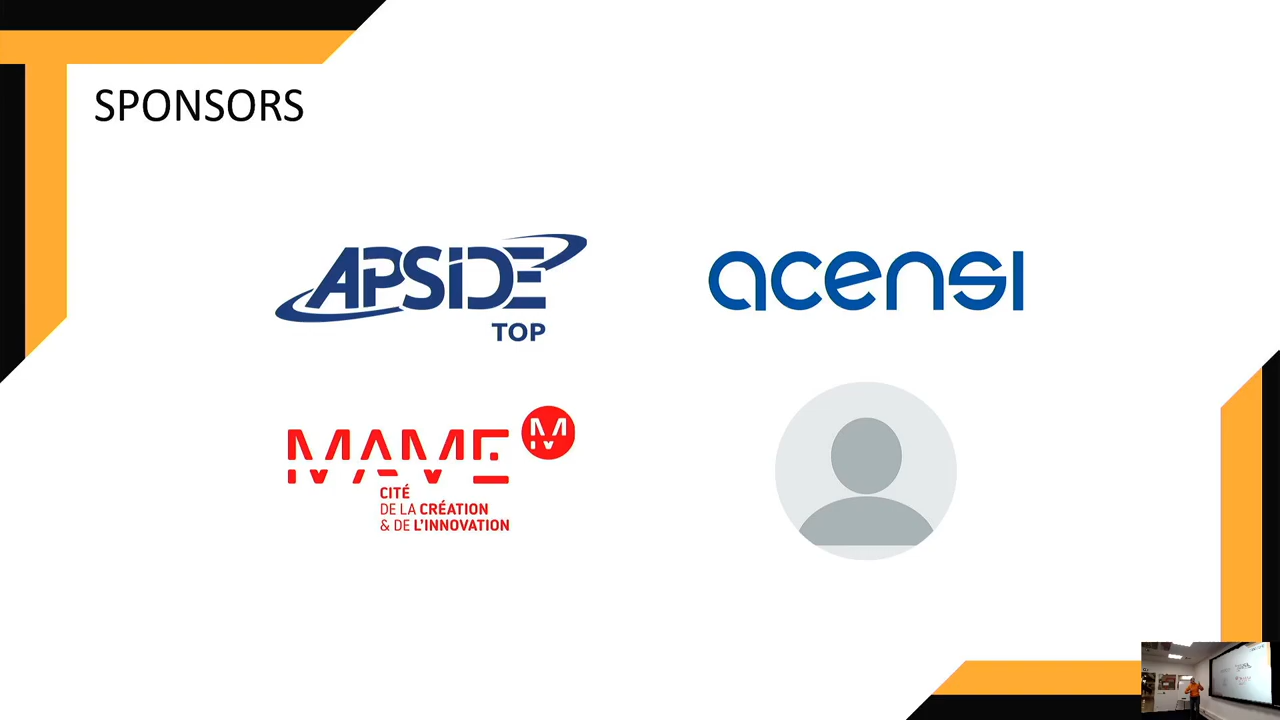 SPONSORS
APSIDE
TOP
acensi
MAME
M
CITÉ
DE LA CRÉATION
& DE L'INNOVATION